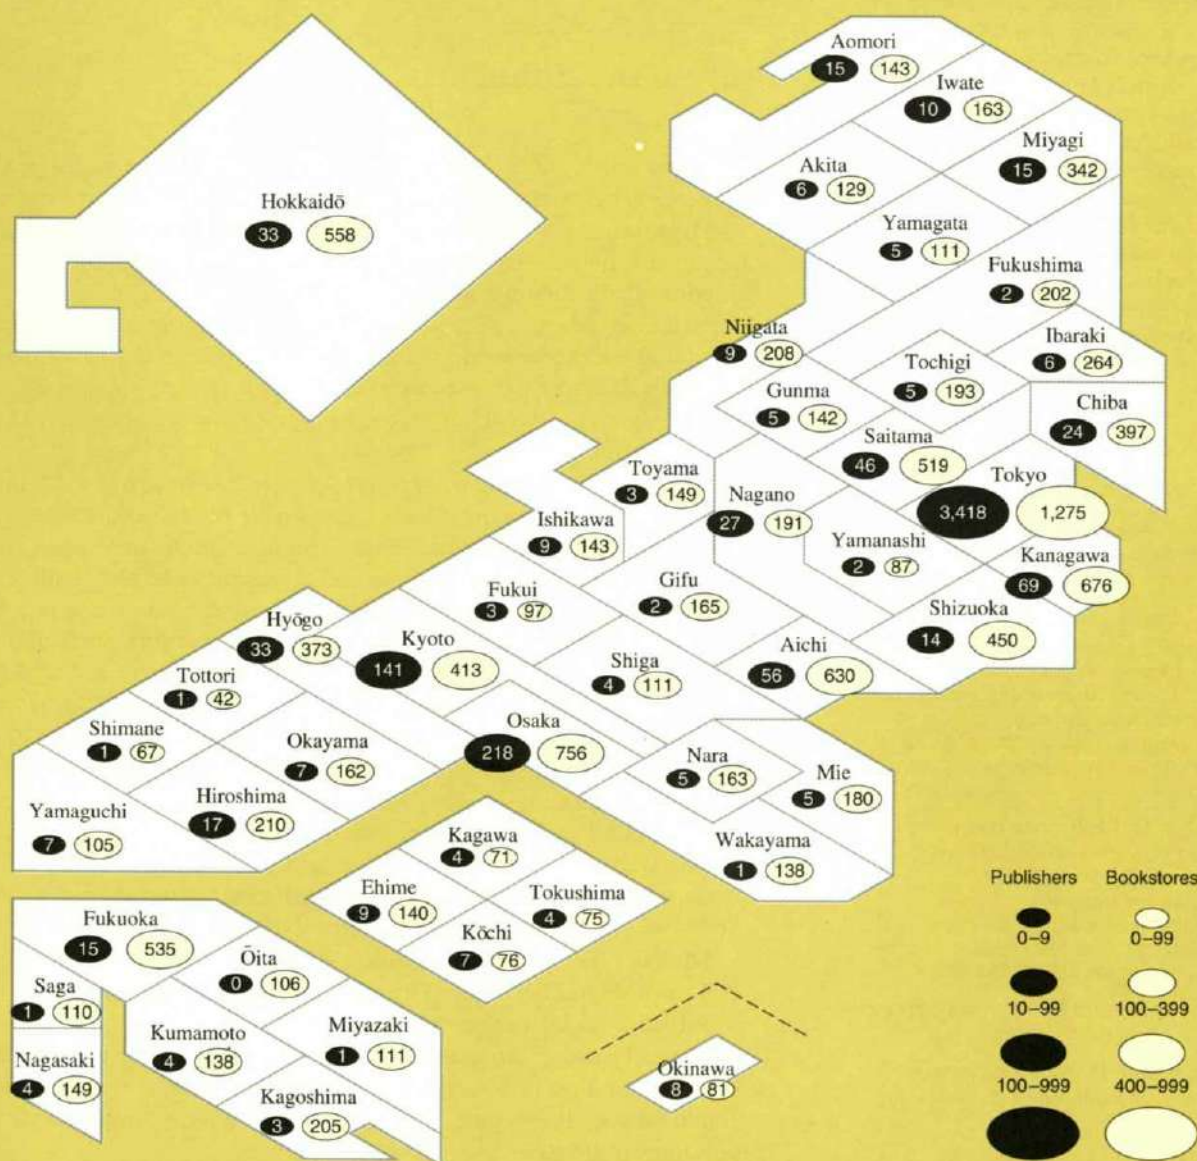 Aomori
15 143
Iwate
10 163
Miyagi
15 342
Akita
6 129
Hokkaidō
33 558
Yamagata
5 111
Fukushima
2 202
Niigata
9 208
Ibaraki
6 264
Tochigi
5 193
Gunma
5 142
Chiba
24 397
Saitama
46 519
Toyama
3 149
Nagano
27 191
Tokyo
3,418 1,275
Ishikawa
9 143
Yamanashi
2 87
Kanagawa
69 676
Fukui
3 97
Gifu
2 165
Shizuoka
14 450
Hyōgo
33 373
Kyoto
141 413
Shiga
4 111
Aichi
56 630
Tottori
1 42
Shimane
1 67
Okayama
7 162
Osaka
218 756
Nara
5 163
Mie
5 180
Hiroshima
17 210
Yamaguchi
7 105
Wakayama
1 138
Kagawa
4 71
Ehime
9 140
Tokushima
4 75
Kōchi
7 76
Fukuoka
15 535
Ōita
0 106
Saga
1 110
Kumamoto
4 138
Miyazaki
1 111
Nagasaki
4 149
Kagoshima
3 205
Okinawa
8 81
Publishers Bookstores
0–9 0–99
10–99 100–399
100–999 400–999